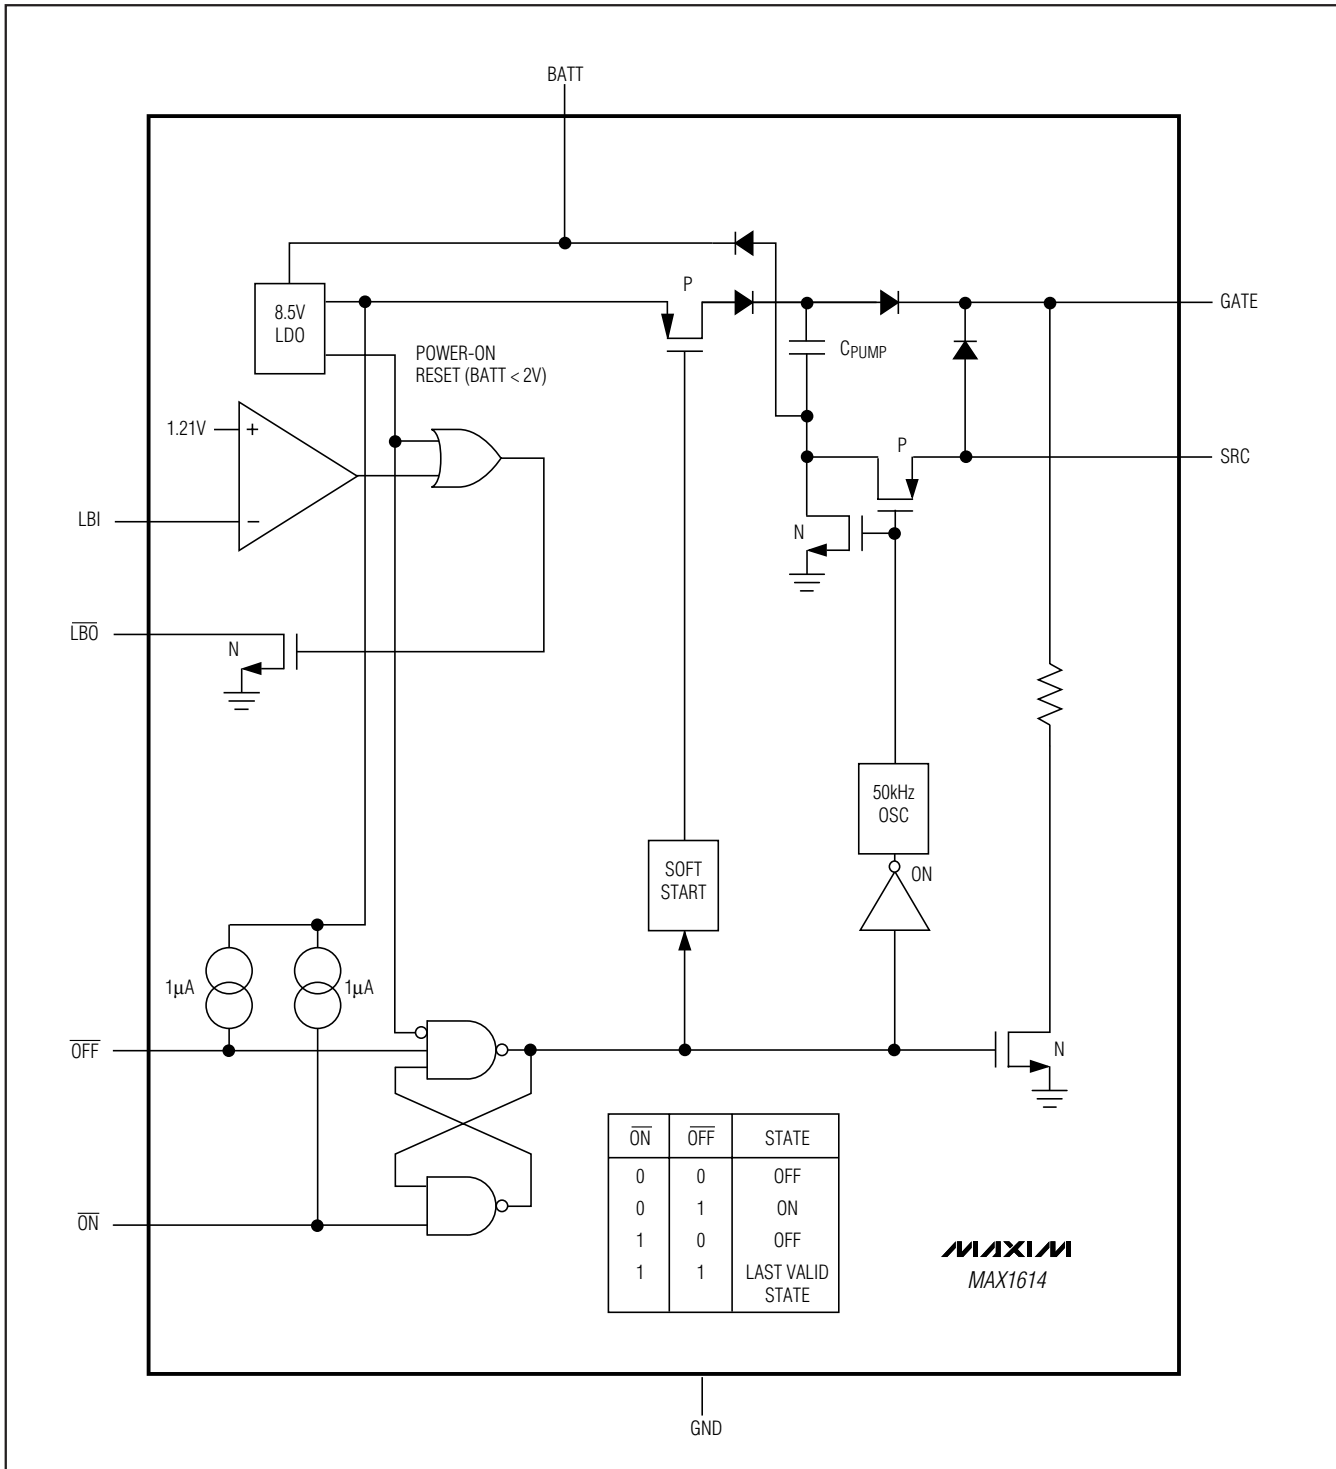 BATT
8.5V
LDO
P
GATE
CPUMP
POWER-ON
RESET (BATT < 2V)
1.21V
+
P
SRC
LBI
−
N
LBO
N
50kHz
OSC
ON
SOFT
START
1µA
1µA
OFF
N
ON OFF STATE
0 0 OFF
0 1 ON
1 0 OFF
1 1 LAST VALID
STATE
ON
MAXIM
MAX1614
GND